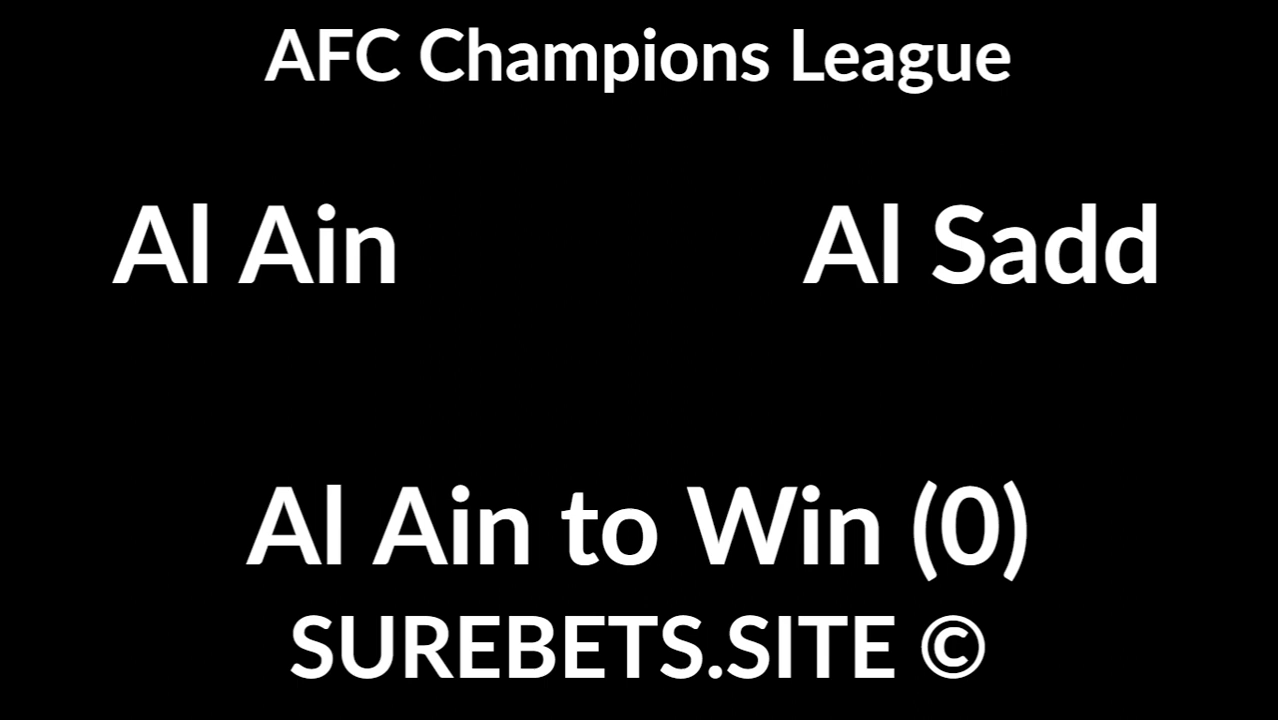 AFC Champions League
Al Ain Al Sadd
Al Ain to Win (0)
SUREBETS.SITE ©